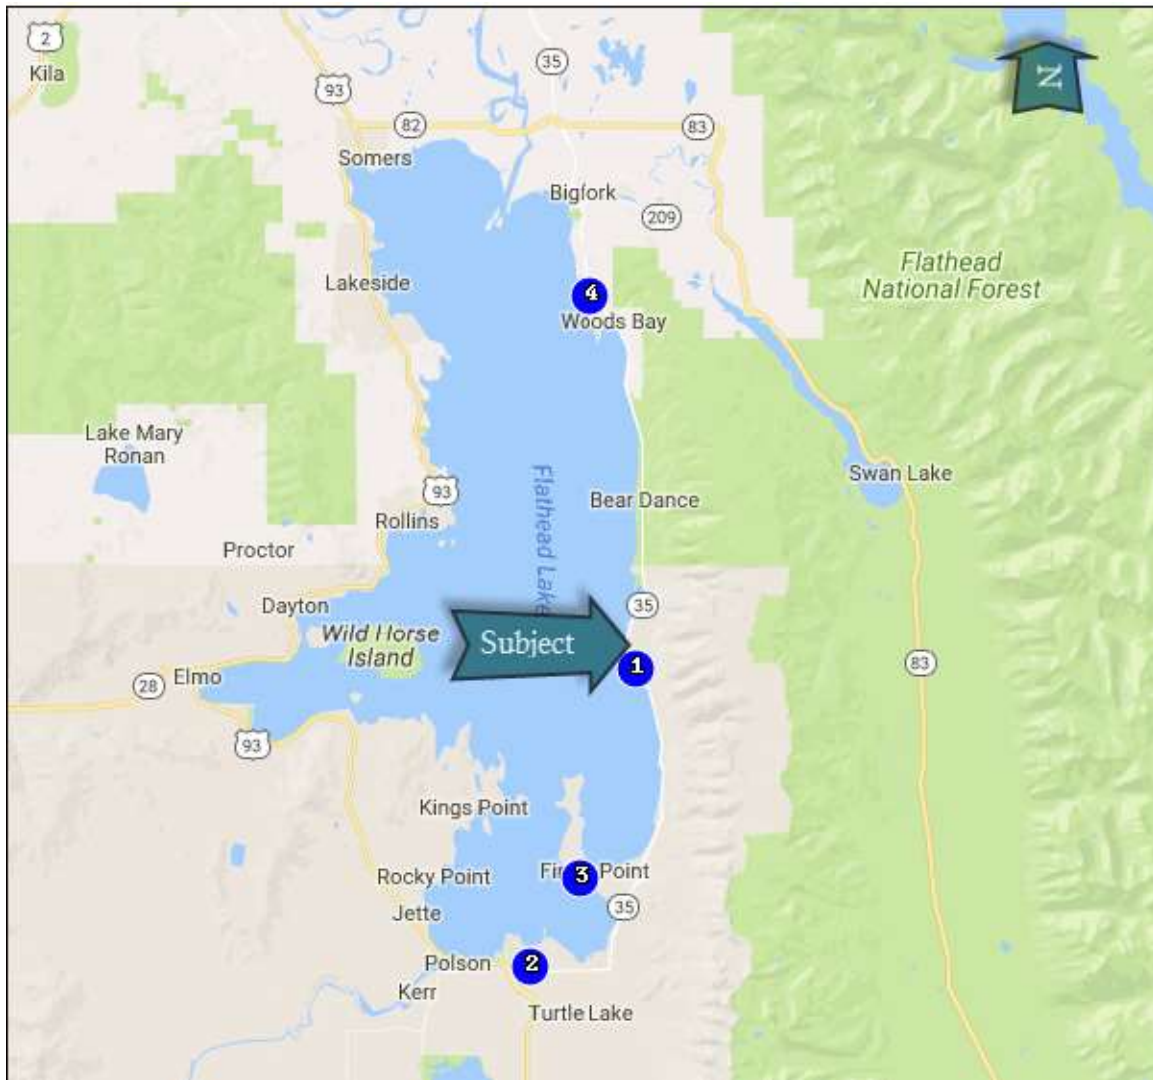 2
Kila
N
35
93
82
83
Somers
Bigfork
209
Flathead
National Forest
Lakeside
4
Woods Bay
Lake Mary
Ronan
Swan Lake
93
Bear Dance
Rollins
Flathead Lake
Proctor
Dayton
35
Wild Horse
Island
Subject
1
83
Elmo
28
93
Kings Point
Rocky Point
3
Point
35
Jette
Polson
2
Kerr
Turtle Lake